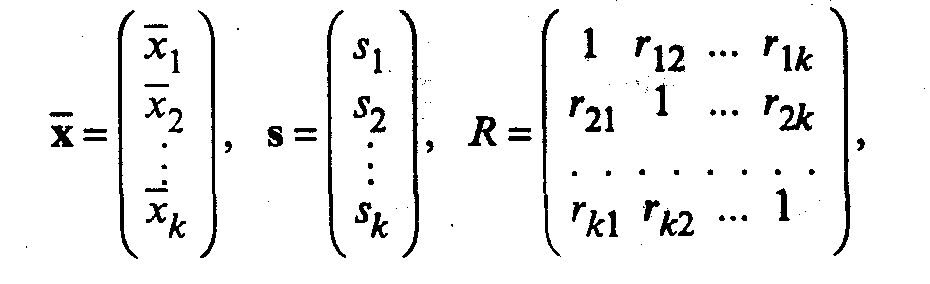 x̄ = ( x̄₁ x̄₂ ⋮ x̄ₖ ), s = ( s₁ s₂ ⋮ sₖ ), R = ( 1 r₁₂ ... r₁ₖ
r₂₁ 1 ... r₂ₖ
. . . . . . . .
rₖ₁ rₖ₂ ... 1 ),